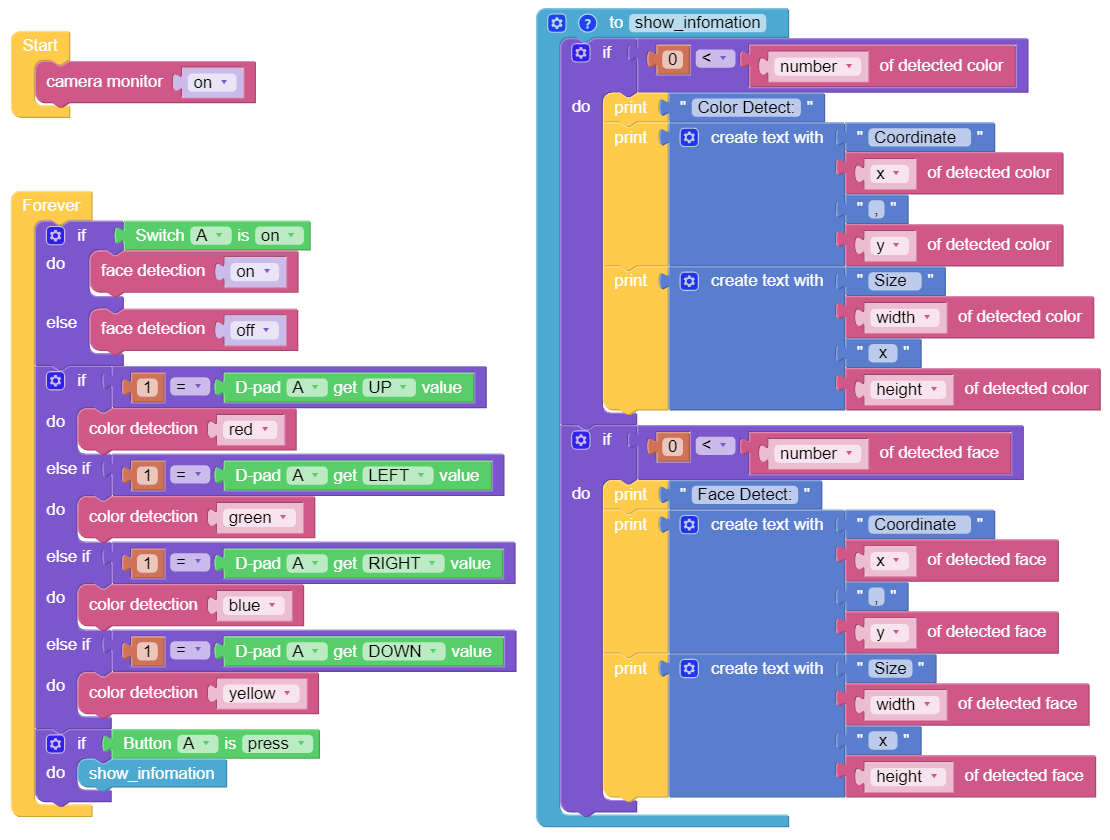 Start
camera monitor on
Forever
if Switch A is on
do face detection on
else face detection off
if 1 = D-pad A get UP value
do color detection red
else if 1 = D-pad A get LEFT value
do color detection green
else if 1 = D-pad A get RIGHT value
do color detection blue
else if 1 = D-pad A get DOWN value
do color detection yellow
if Button A is press
do show_infomation
? to show_infomation
if 0 < number of detected color
do print " Color Detect: "
print create text with " Coordinate "
x of detected color
" , "
y of detected color
print create text with " Size "
width of detected color
" x "
height of detected color
if 0 < number of detected face
do print " Face Detect: "
print create text with " Coordinate "
x of detected face
" , "
y of detected face
print create text with " Size "
width of detected face
" x "
height of detected face